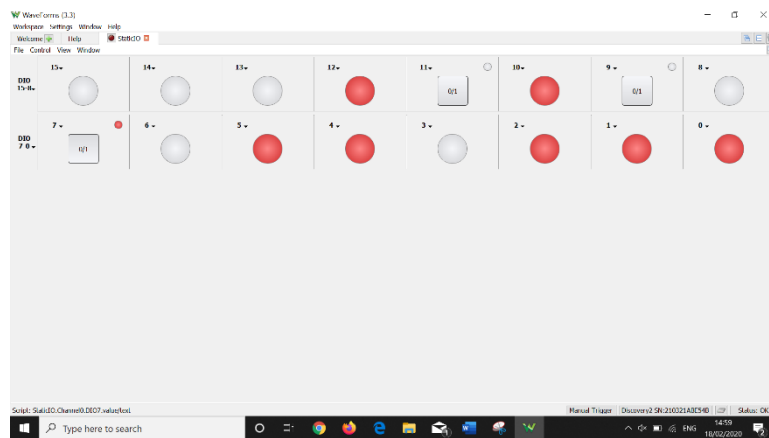 WaveForms (3.3)
Workspace Settings Window Help
Welcome Help StaticIO
File Control View Window
15 14 13 12 11 10 9 8
DIO
15-8
0/1 0/1
7 6 5 4 3 2 1 0
DIO
7 0
0/1
Script: StaticIO.Channel0.DIO7.value/text Manual Trigger Discovery2 SN:210321ABE54B Status: OK
Type here to search ENG 14:59
18/02/2020